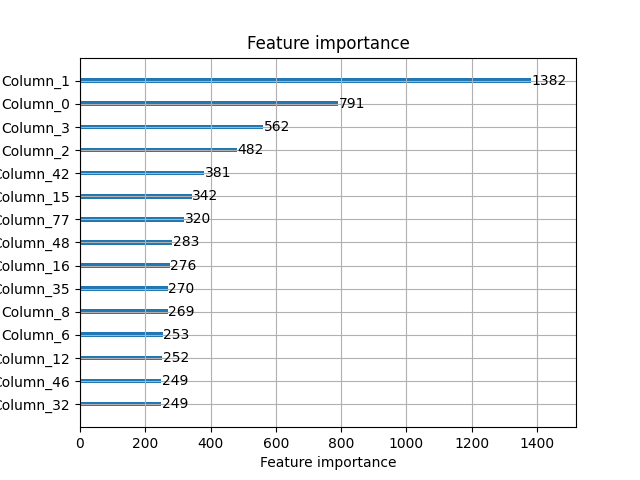 Feature importance
Column_1 1382
Column_0 791
Column_3 562
Column_2 482
Column_42 381
Column_15 342
Column_77 320
Column_48 283
Column_16 276
Column_35 270
Column_8 269
Column_6 253
Column_12 252
Column_46 249
Column_32 249
0 200 400 600 800 1000 1200 1400
Feature importance